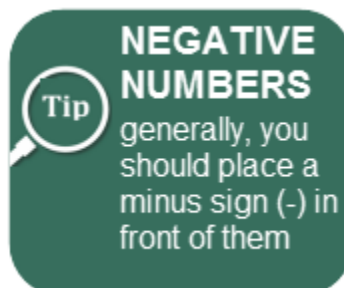 NEGATIVE
NUMBERS
Tip
generally, you
should place a
minus sign (-) in
front of them